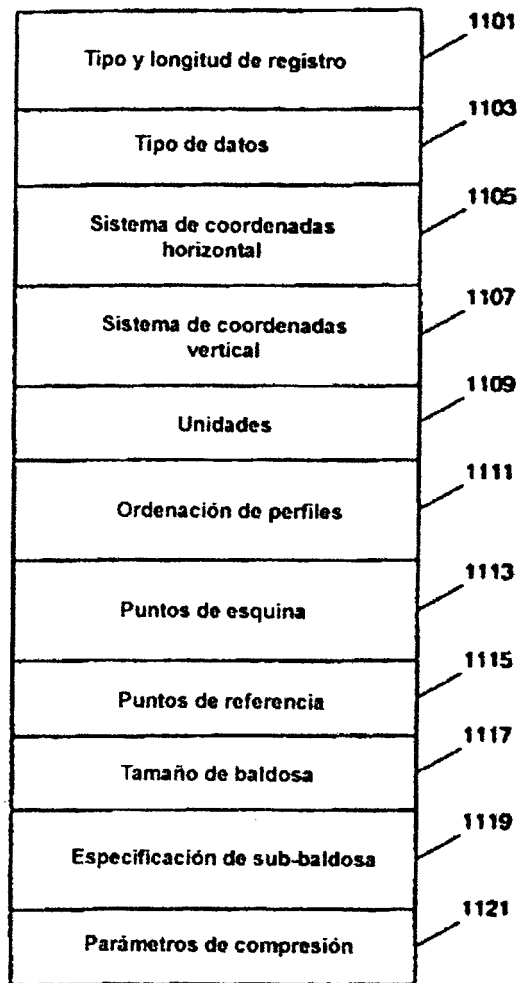 1101
Tipo y longitud de registro
1103
Tipo de datos
1105
Sistema de coordenadas
horizontal
1107
Sistema de coordenadas
vertical
1109
Unidades
1111
Ordenación de perfiles
1113
Puntos de esquina
1115
Puntos de referencia
1117
Tamaño de baldosa
1119
Especificación de sub-baldosa
1121
Parámetros de compresión